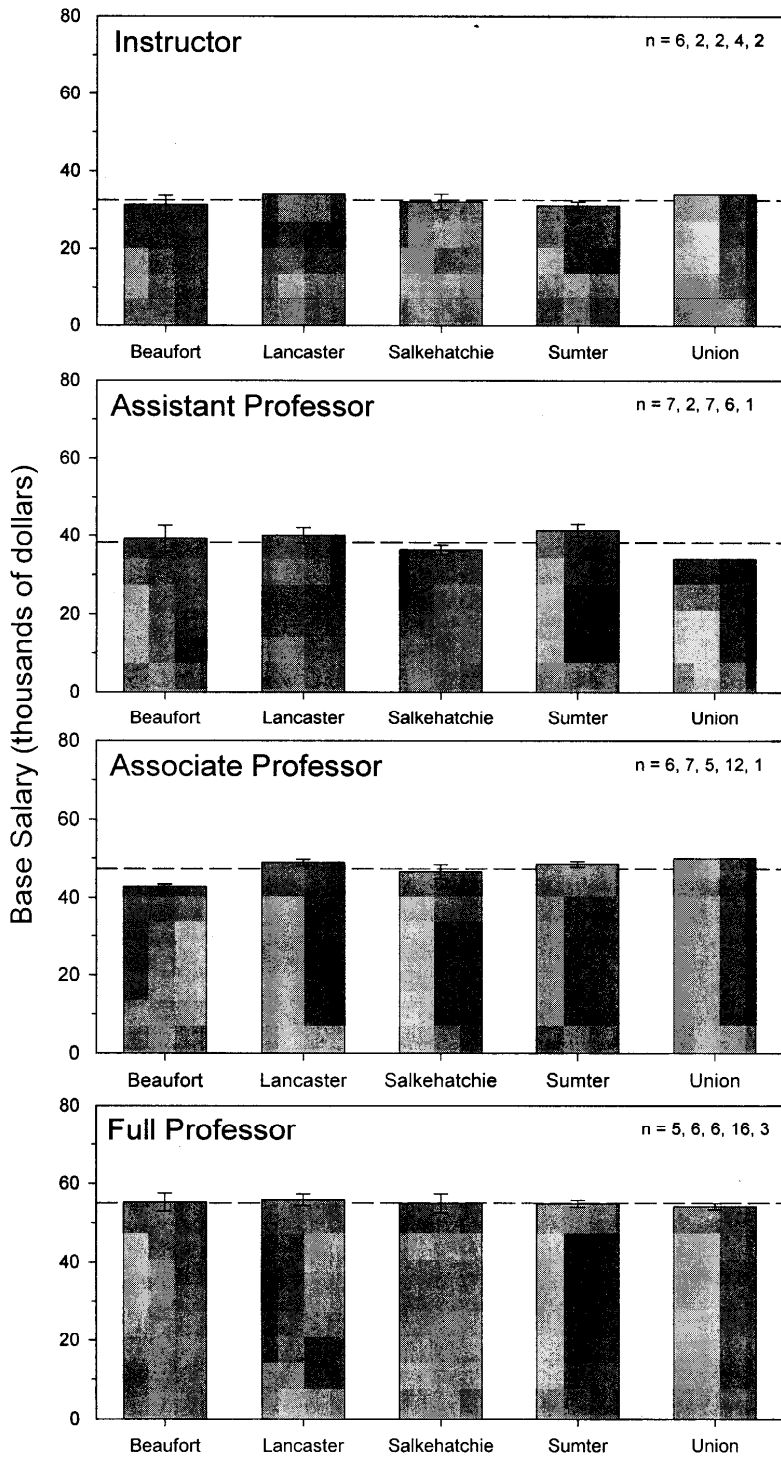 Base Salary (thousands of dollars)
Instructor
n = 6, 2, 2, 4, 2
80
60
40
20
0
Beaufort Lancaster Salkehatchie Sumter Union
Assistant Professor
n = 7, 2, 7, 6, 1
80
60
40
20
0
Beaufort Lancaster Salkehatchie Sumter Union
Associate Professor
n = 6, 7, 5, 12, 1
80
60
40
20
0
Beaufort Lancaster Salkehatchie Sumter Union
Full Professor
n = 5, 6, 6, 16, 3
80
60
40
20
0
Beaufort Lancaster Salkehatchie Sumter Union